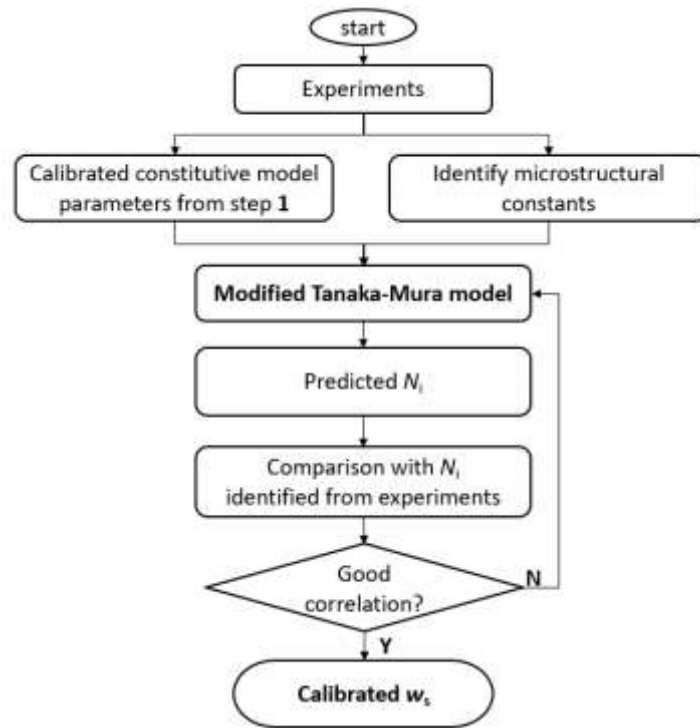 start
Experiments
Calibrated constitutive model
parameters from step 1
Identify microstructural
constants
Modified Tanaka-Mura model
Predicted Nᵢ
Comparison with Nᵢ
identified from experiments
Good
correlation?
N
Y
Calibrated wₛ